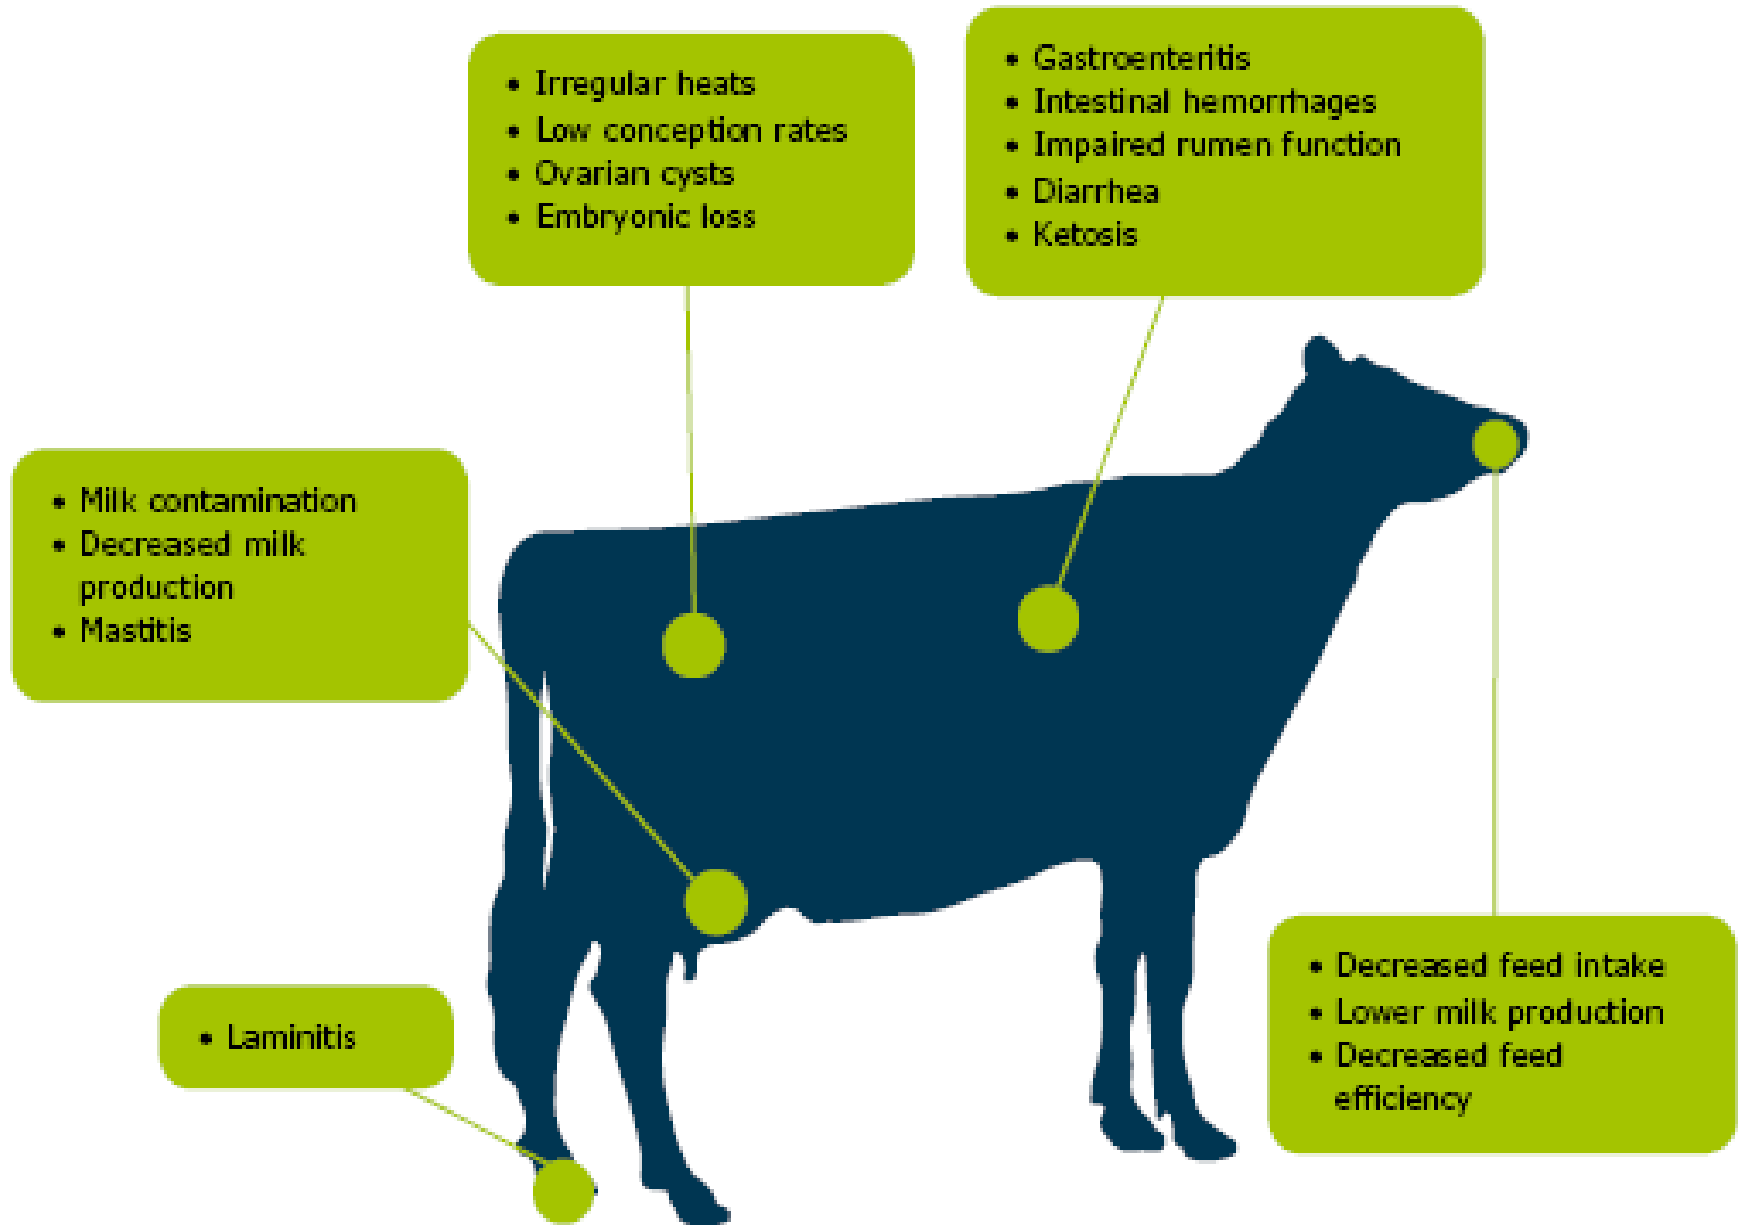 • Irregular heats
• Low conception rates
• Ovarian cysts
• Embryonic loss
• Gastroenteritis
• Intestinal hemorrhages
• Impaired rumen function
• Diarrhea
• Ketosis
• Milk contamination
• Decreased milk
production
• Mastitis
• Laminitis
• Decreased feed intake
• Lower milk production
• Decreased feed
efficiency